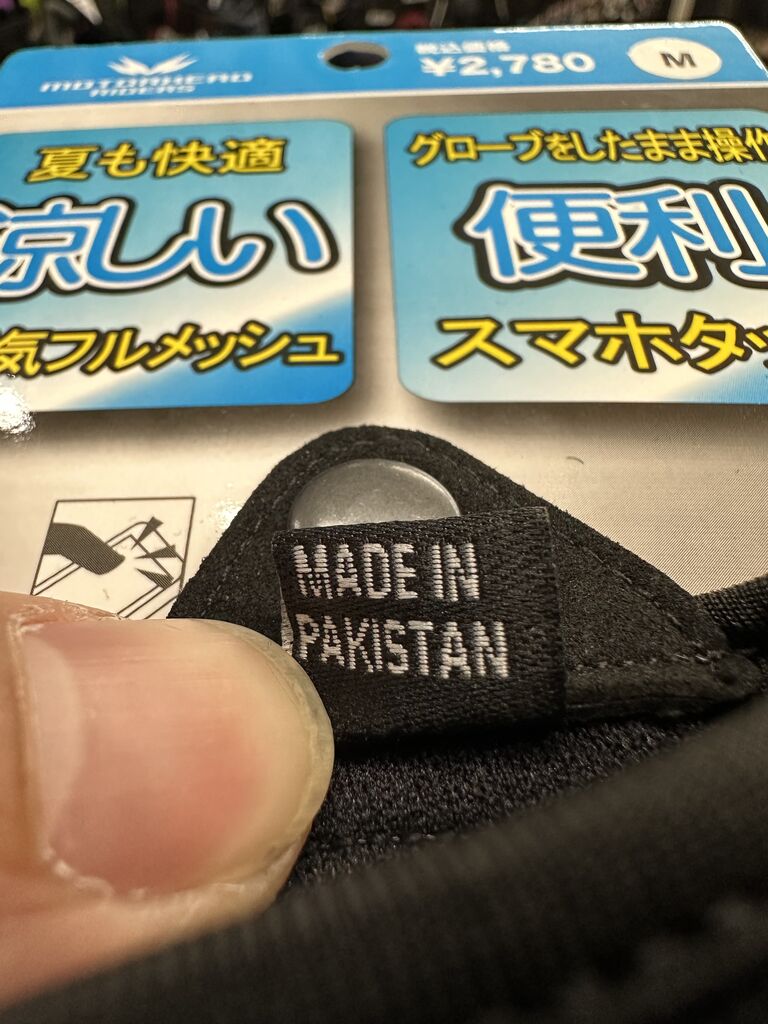 MOTORHEAD
RIDERS
税込価格
¥2,780
M
夏も快適
涼しい
気フルメッシュ
グローブをしたまま操作
便利
スマホタッ
MADE IN
PAKISTAN